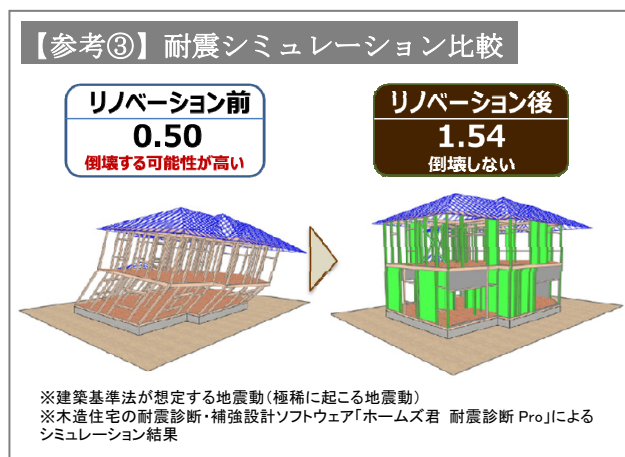 【参考③】耐震シミュレーション比較
リノベーション前
0.50
倒壊する可能性が高い
リノベーション後
1.54
倒壊しない
※建築基準法が想定する地震動(極稀に起こる地震動)
※木造住宅の耐震診断・補強設計ソフトウェア「ホームズ君 耐震診断 Pro」による
シミュレーション結果